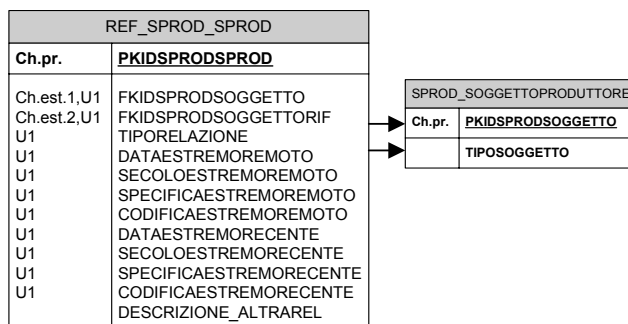 REF_SPROD_SPROD
Ch.pr. PKIDSPRODSPROD
Ch.est.1,U1 FKIDSPRODSOGGETTO
Ch.est.2,U1 FKIDSPRODSOGGETTORIF
U1 TIPORELAZIONE
U1 DATAESTREMOREMOTO
U1 SECOLOESTREMOREMOTO
U1 SPECIFICAESTREMOREMOTO
U1 CODIFICAESTREMOREMOTO
U1 DATAESTREMORECENTE
U1 SECOLOESTREMORECENTE
U1 SPECIFICAESTREMORECENTE
U1 CODIFICAESTREMORECENTE
DESCRIZIONE_ALTRAREL
SPROD_SOGGETTOPRODUTTORE
Ch.pr. PKIDSPRODSOGGETTO
TIPOSOGGETTO